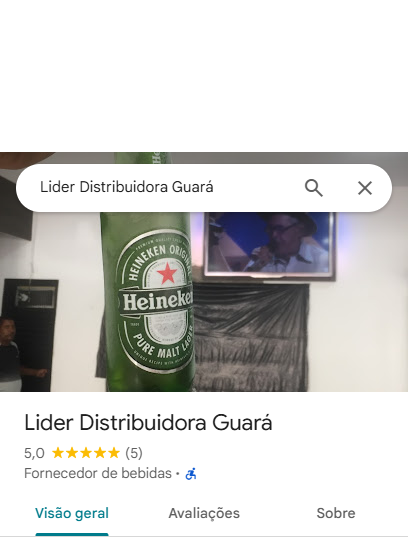 Lider Distribuidora Guará
HEINEKEN ORIGINAL
Heineken
PURE MALT LAGER
Lider Distribuidora Guará
5,0 (5)
Fornecedor de bebidas ·
Visão geral
Avaliações
Sobre